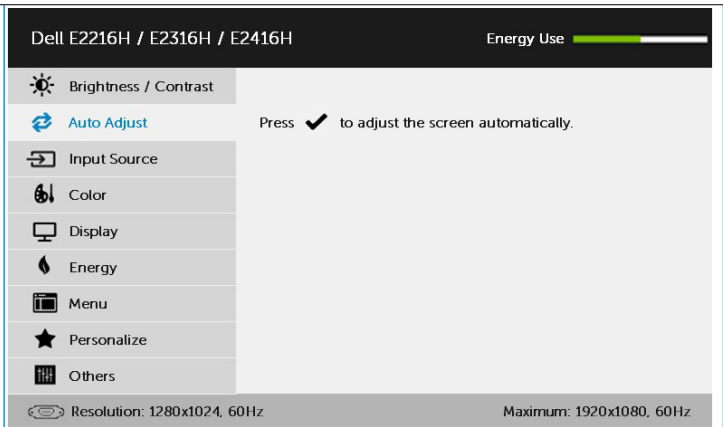 Dell E2216H / E2316H / E2416H
Energy Use
Brightness / Contrast
Auto Adjust
Press ✔ to adjust the screen automatically.
Input Source
Color
Display
Energy
Menu
Personalize
Others
Resolution: 1280x1024, 60Hz
Maximum: 1920x1080, 60Hz